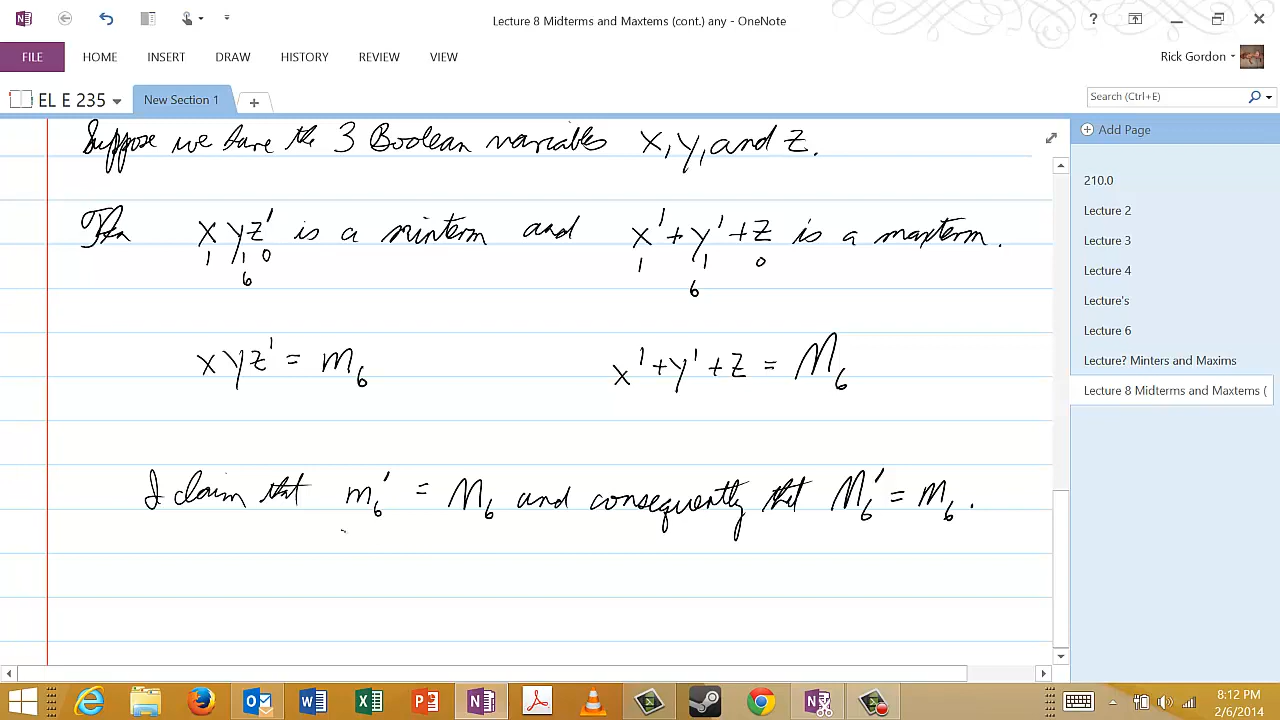 Lecture 8 Midterms and Maxtems (cont.) any - OneNote
?
FILE HOME INSERT DRAW HISTORY REVIEW VIEW
Rick Gordon
EL E 235 New Section 1 +
Search (Ctrl+E)
Add Page
210.0
Lecture 2
Lecture 3
Lecture 4
Lecture's
Lecture 6
Lecture? Minters and Maxims
Lecture 8 Midterms and Maxtems (
Suppose we have the 3 Boolean variables x, y, and z.
Then xyz' is a minterm and x'+y'+z is a maxterm.
1 1 0 1 1 0
6 6
xyz' = m6 x'+y'+z = M6
I claim that m6' = M6 and consequently that M6' = m6.
8:12 PM
2/6/2014